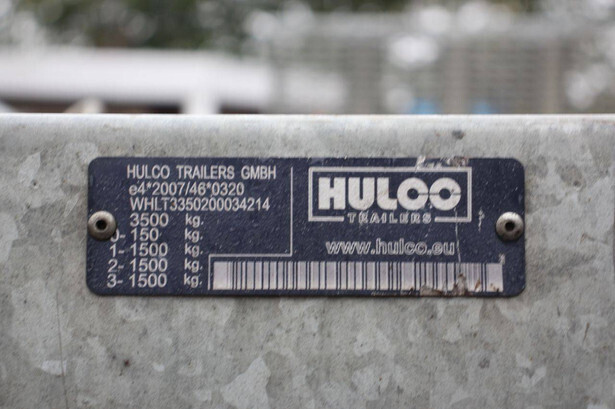 HULCO TRAILERS GMBH
e4*2007/46*0320
WHLT3350200034214
3500 kg.
0- 150 kg.
1- 1500 kg.
2- 1500 kg.
3- 1500 kg.
HULCO
TRAILERS
www.hulco.eu